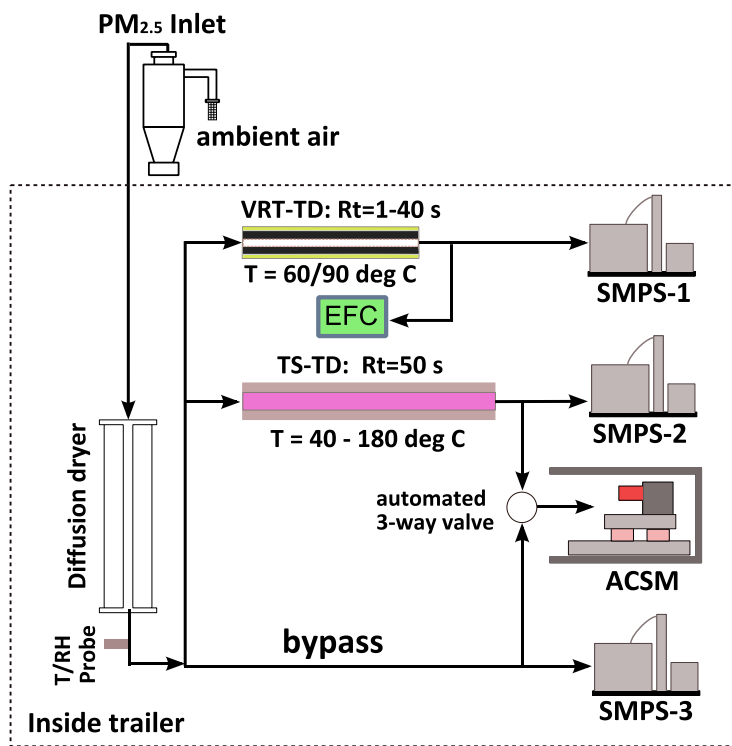 PM2.5 Inlet
ambient air
VRT-TD: Rt=1-40 s
T = 60/90 deg C
EFC
SMPS-1
TS-TD:  Rt=50 s
T = 40 - 180 deg C
SMPS-2
Diffusion dryer
automated
3-way valve
ACSM
T/RH
Probe
bypass
SMPS-3
Inside trailer